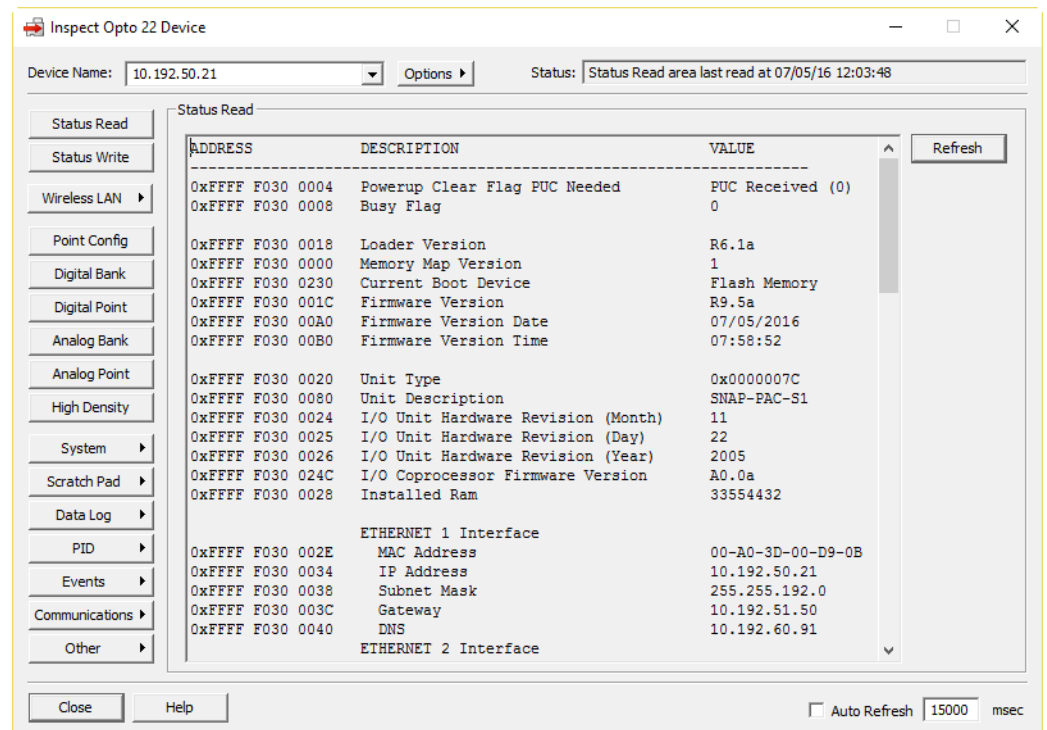 Inspect Opto 22 Device
Device Name: 10.192.50.21 Options Status: Status Read area last read at 07/05/16 12:03:48
Status Read
Status Write
Wireless LAN
Point Config
Digital Bank
Digital Point
Analog Bank
Analog Point
High Density
System
Scratch Pad
Data Log
PID
Events
Communications
Other
Status Read
Refresh
ADDRESS DESCRIPTION VALUE
--------------------------------------------------------------------------------
0xFFFF F030 0004 Powerup Clear Flag PUC Needed PUC Received (0)
0xFFFF F030 0008 Busy Flag 0
0xFFFF F030 0018 Loader Version R6.1a
0xFFFF F030 0000 Memory Map Version 1
0xFFFF F030 0230 Current Boot Device Flash Memory
0xFFFF F030 001C Firmware Version R9.5a
0xFFFF F030 00A0 Firmware Version Date 07/05/2016
0xFFFF F030 00B0 Firmware Version Time 07:58:52
0xFFFF F030 0020 Unit Type 0x0000007C
0xFFFF F030 0080 Unit Description SNAP-PAC-S1
0xFFFF F030 0024 I/O Unit Hardware Revision (Month) 11
0xFFFF F030 0025 I/O Unit Hardware Revision (Day) 22
0xFFFF F030 0026 I/O Unit Hardware Revision (Year) 2005
0xFFFF F030 024C I/O Coprocessor Firmware Version A0.0a
0xFFFF F030 0028 Installed Ram 33554432
ETHERNET 1 Interface
0xFFFF F030 002E MAC Address 00-A0-3D-00-D9-0B
0xFFFF F030 0034 IP Address 10.192.50.21
0xFFFF F030 0038 Subnet Mask 255.255.192.0
0xFFFF F030 003C Gateway 10.192.51.50
0xFFFF F030 0040 DNS 10.192.60.91
ETHERNET 2 Interface
Close Help Auto Refresh 15000 msec